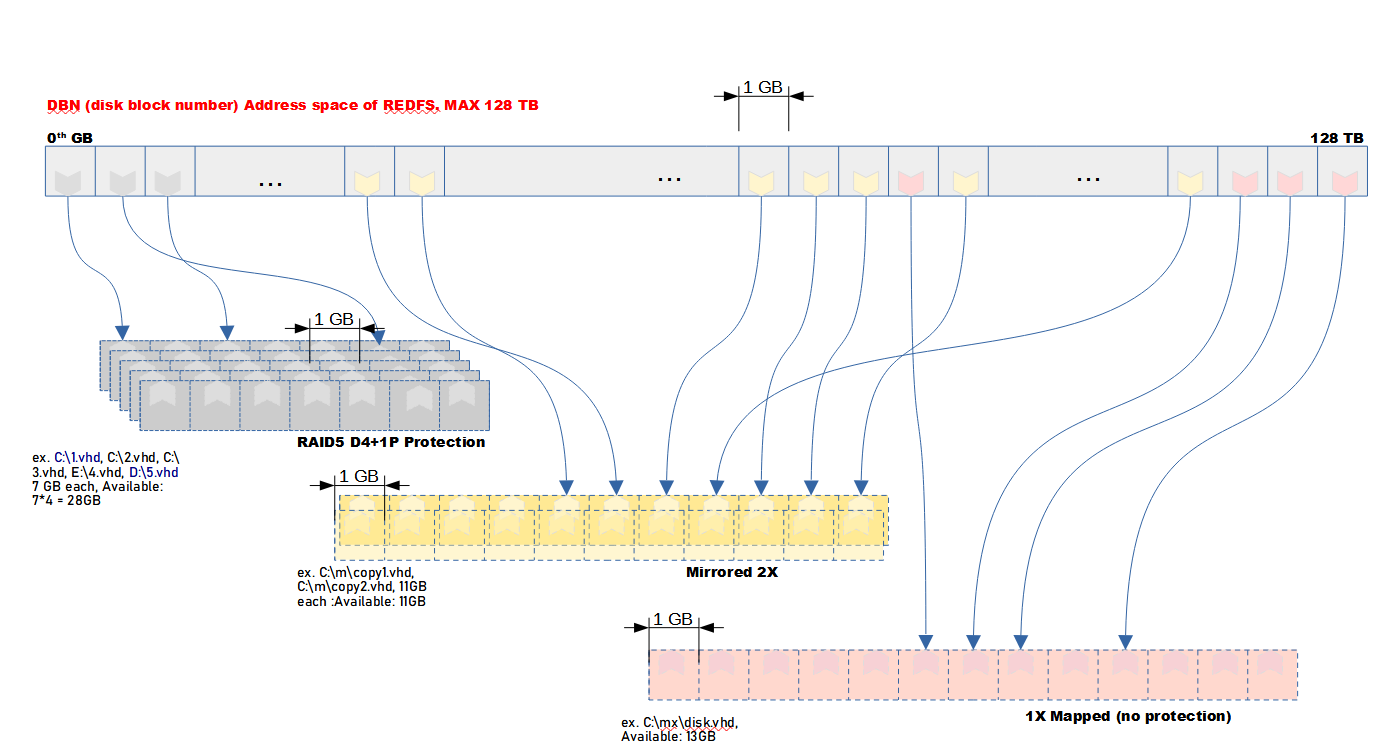 1 GB
DBN (disk block number) Address space of REDFS, MAX 128 TB
0th GB
128 TB
...
...
...
1 GB
RAID5 D4+1P Protection
ex. C:\1.vhd, C:\2.vhd, C:\
3.vhd, E:\4.vhd, D:\5.vhd
7 GB each, Available:
7*4 = 28GB
1 GB
Mirrored 2X
ex. C:\m\copy1.vhd,
C:\m\copy2.vhd, 11GB
each :Available: 11GB
1 GB
1X Mapped (no protection)
ex. C:\mx\disk.vhd,
Available: 13GB